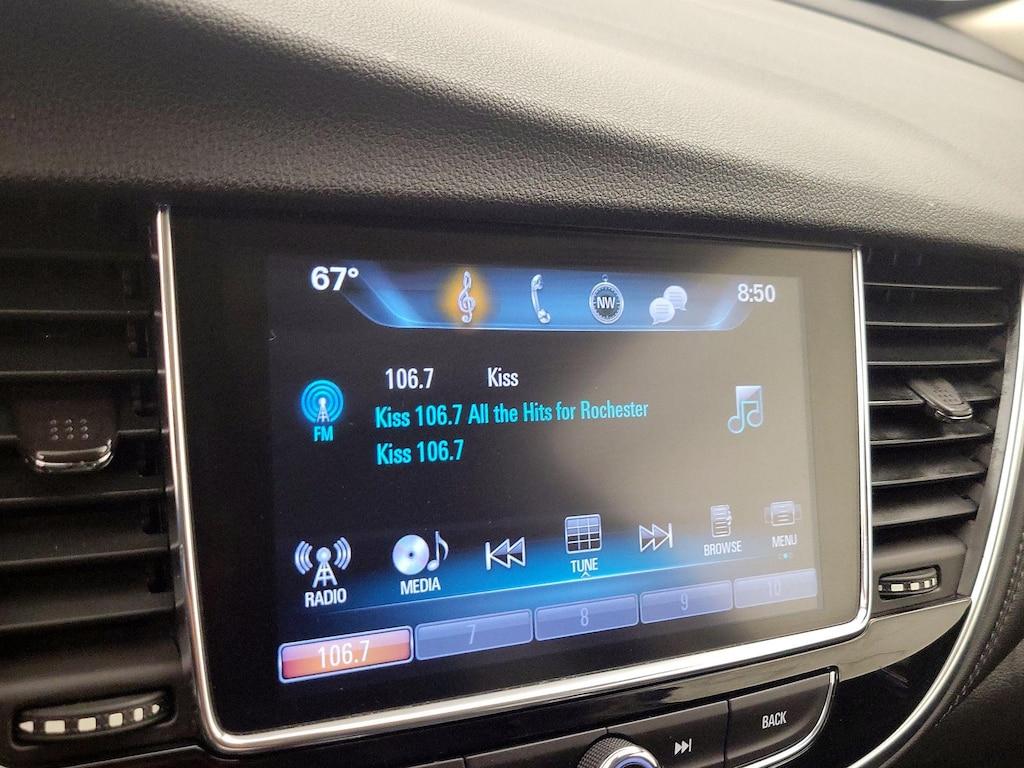 67° 8:50
NW
106.7 Kiss
Kiss 106.7 All the Hits for Rochester
Kiss 106.7
FM
RADIO MEDIA TUNE BROWSE MENU
106.7 7 8 9 10
BACK